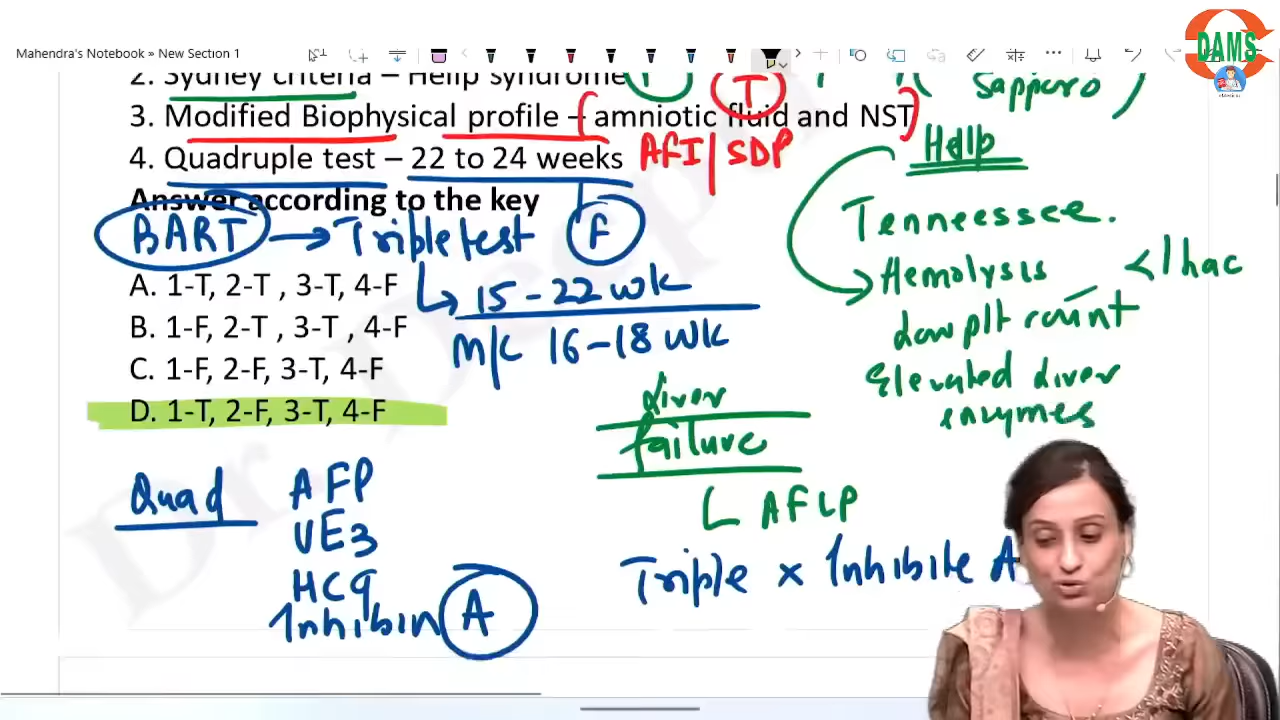 Mahendra's Notebook » New Section 1
DAMS
2. Sydney criteria – Hellp syndrome
Sapporo
T
3. Modified Biophysical profile – amniotic fluid and NST
Hellp
4. Quadruple test – 22 to 24 weeks
AFI / SDP
Answer according to the key
BART → Triple test
F
Tenneessee.
A. 1-T, 2-T , 3-T, 4-F
15 – 22 wk
Hemolysis
< 1 hac
B. 1-F, 2-T , 3-T , 4-F
m/c 16 – 18 wk
Low plt count
C. 1-F, 2-F, 3-T, 4-F
Elevated liver
enzymes
D. 1-T, 2-F, 3-T, 4-F
Liver
failure
AFLP
Quad
AFP
UE3
HCG
Inhibin A
Triple × Inhibite A